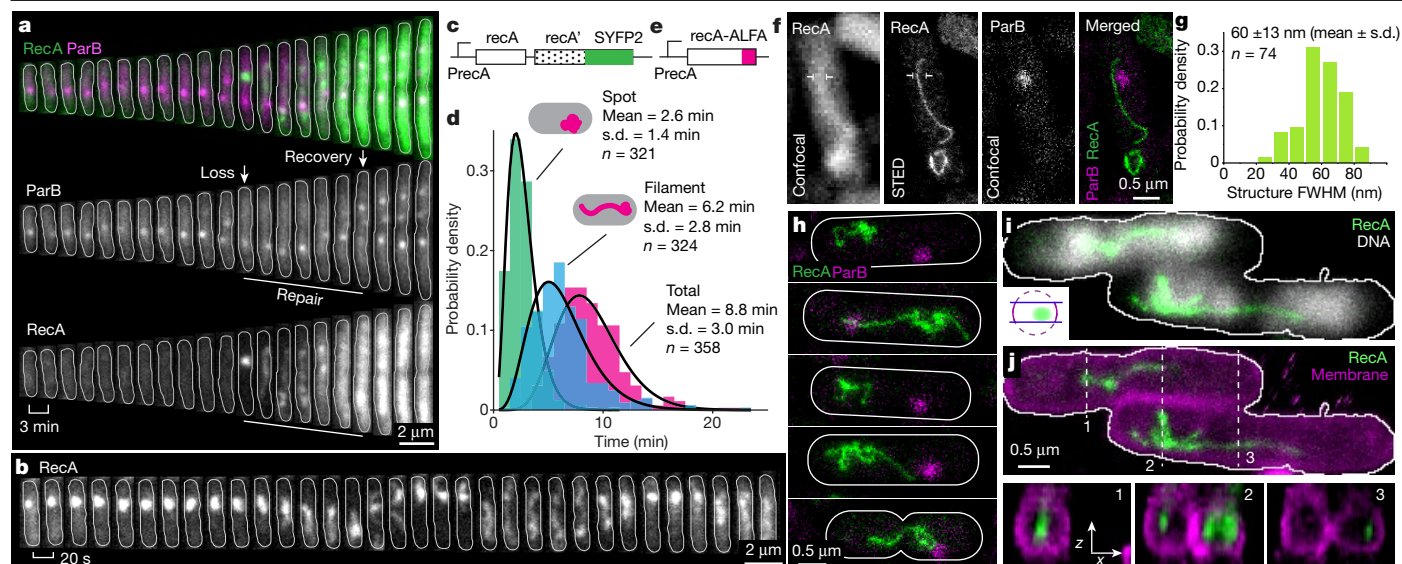 a
RecA ParB
Loss
Recovery
ParB
Repair
RecA
3 min
2 μm
b
RecA
20 s
2 μm
c
recA
recA'
SYFP2
PrecA
e
recA-ALFA
PrecA
d
Spot
Mean = 2.6 min
s.d. = 1.4 min
n = 321
Filament
Mean = 6.2 min
s.d. = 2.8 min
n = 324
Total
Mean = 8.8 min
s.d. = 3.0 min
n = 358
Probability density
0.3
0.2
0.1
0
0
10
20
Time (min)
f
RecA
RecA
ParB
Merged
Confocal
STED
Confocal
ParB RecA
0.5 μm
g
60 ±13 nm (mean ± s.d.)
n = 74
Probability density
0.3
0.2
0.1
0
0 20 40 60 80
Structure FWHM (nm)
h
RecA ParB
0.5 μm
i
RecA
DNA
j
RecA
Membrane
1
2
3
0.5 μm
1
z
x
2
3